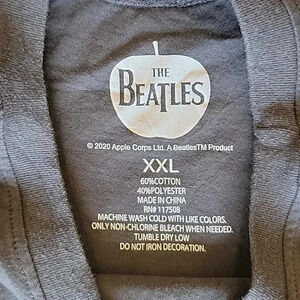 THE
BEATLES
© 2020 Apple Corps Ltd. A BeatlesTM Product
XXL
60%COTTON
40%POLYESTER
MADE IN CHINA
RN# 117508
MACHINE WASH COLD WITH LIKE COLORS.
ONLY NON-CHLORINE BLEACH WHEN NEEDED.
TUMBLE DRY LOW
DO NOT IRON DECORATION.